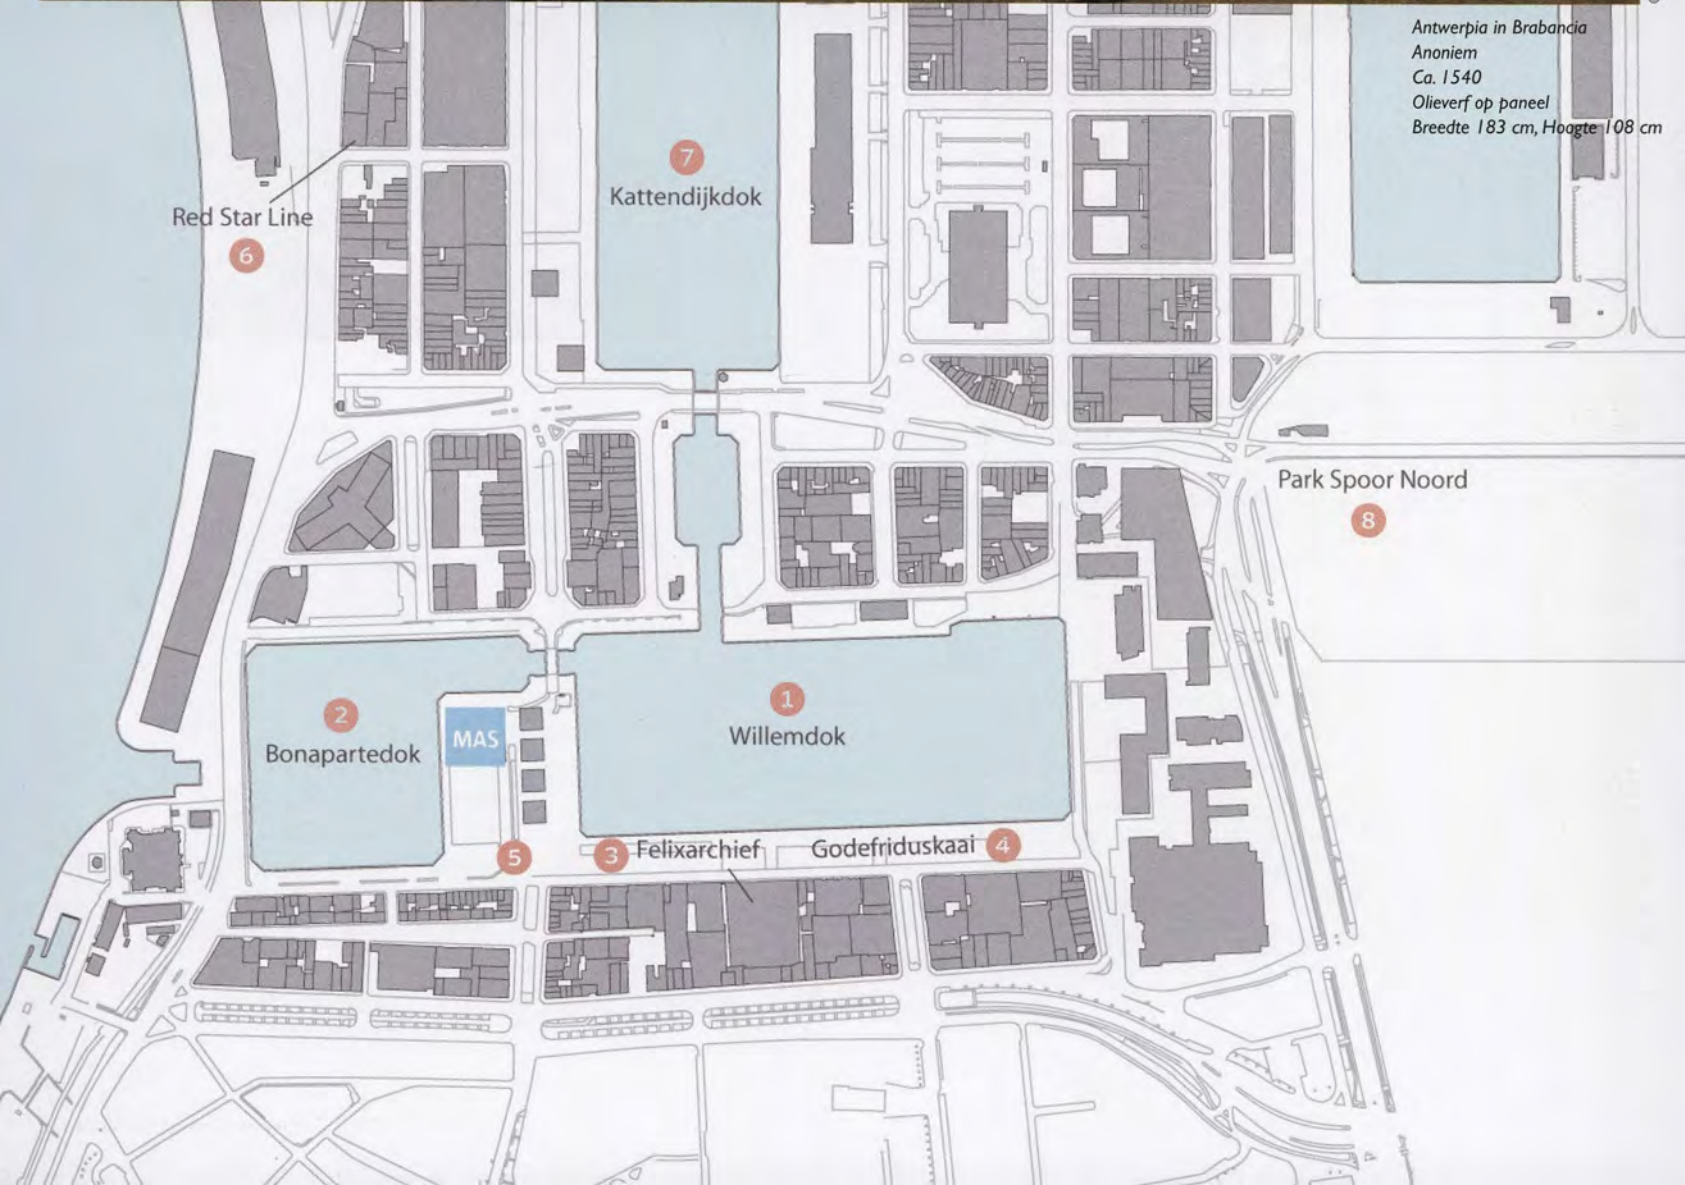 Antwerpia in Brabancia
Anoniem
Ca. 1540
Olieverf op paneel
Breedte 183 cm, Hoogte 108 cm
7
Kattendijkdok
Red Star Line
6
Park Spoor Noord
8
1
Willemdok
2
Bonapartedok
MAS
5
3 Felixarchief
Godefriduskaai 4